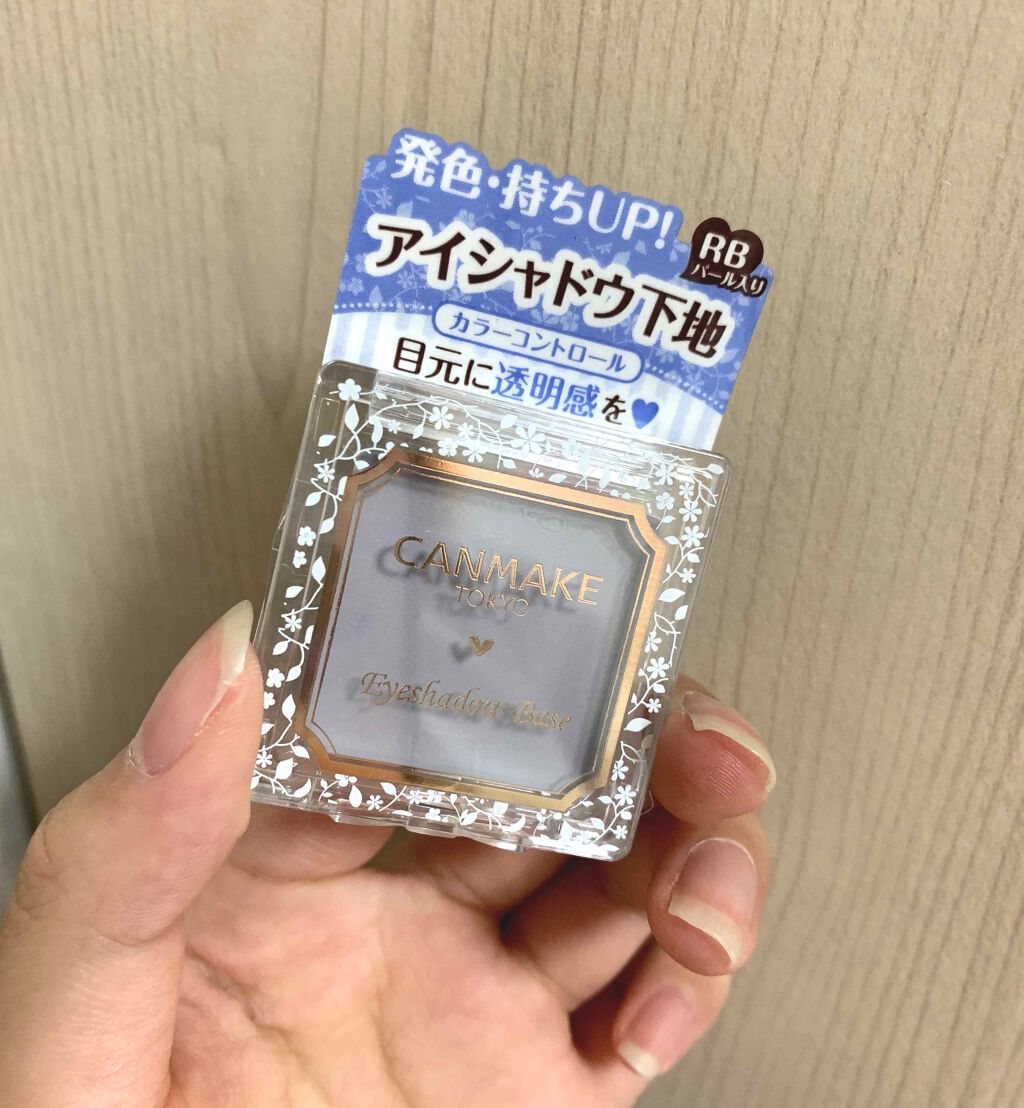 発色・持ちUP!
RB
パール入り
アイシャドウ下地
カラーコントロール
目元に透明感を♥
CANMAKE
TOKYO
Eyeshadow Base